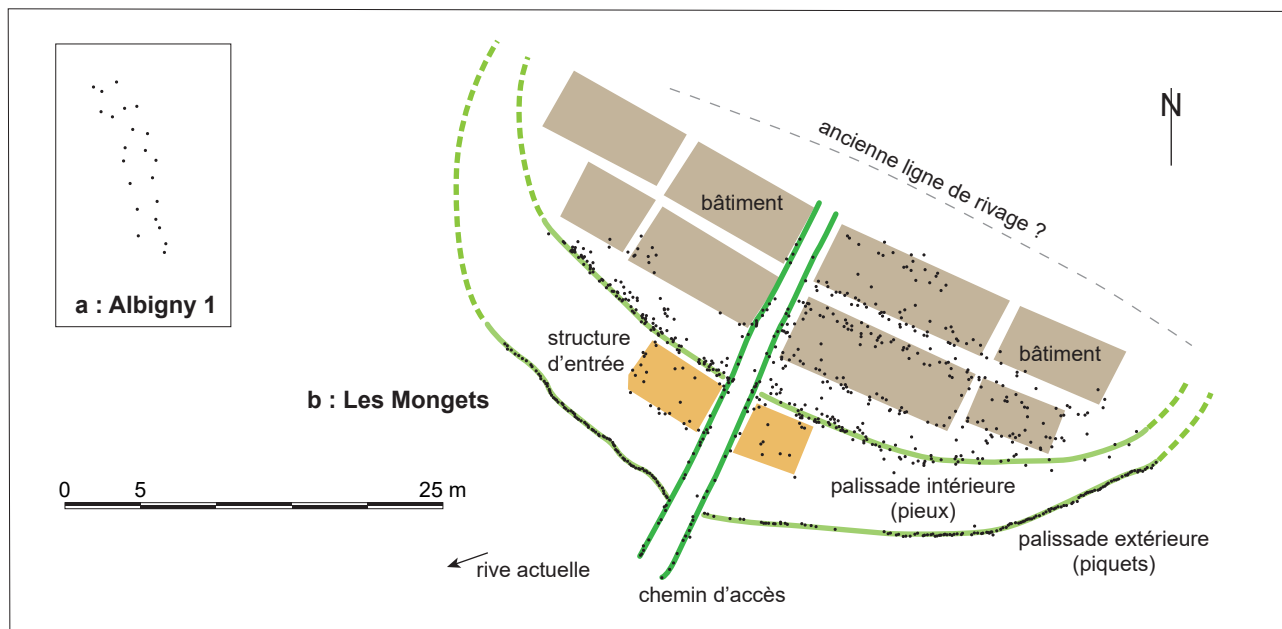 a : Albigny 1
N
ancienne ligne de rivage ?
bâtiment
bâtiment
structure
d'entrée
b : Les Mongets
0 5 25 m
palissade intérieure
(pieux)
palissade extérieure
(piquets)
rive actuelle
chemin d'accès